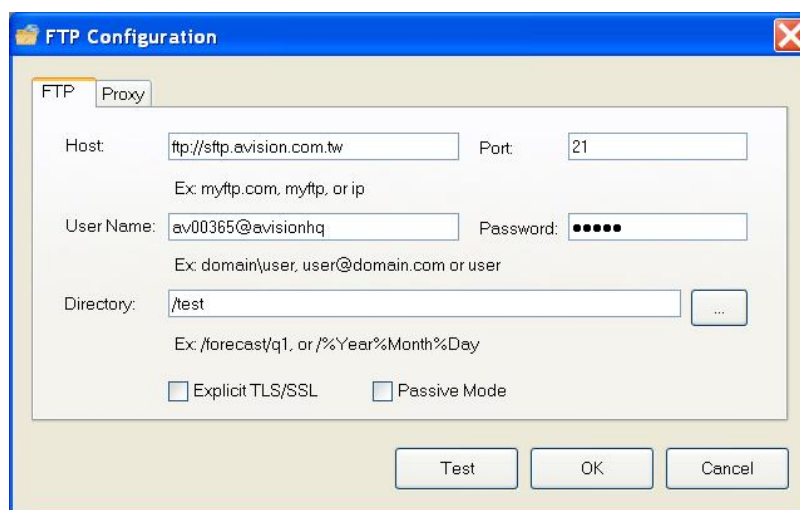 FTP Configuration
FTP Proxy
Host: ftp://sftp.avision.com.tw Port: 21
Ex: myftp.com, myftp, or ip
User Name: av00365@avisionhq Password: •••••
Ex: domain\user, user@domain.com or user
Directory: /test ...
Ex: /forecast/q1, or /%Year%Month%Day
Explicit TLS/SSL Passive Mode
Test OK Cancel